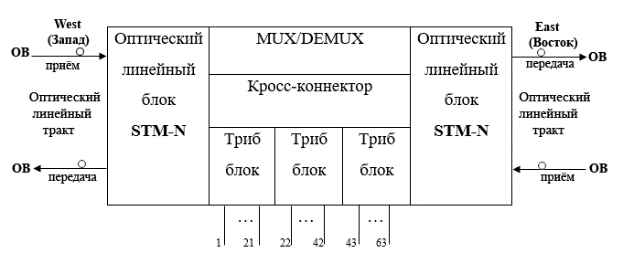 West
(Запад)
ОВ
приём
Оптический
линейный
тракт
ОВ
передача
Оптический
линейный
блок
STM-N
MUX/DEMUX
Кросс-коннектор
Триб
блок
Триб
блок
Триб
блок
Оптический
линейный
блок
STM-N
East
(Восток)
ОВ
передача
Оптический
линейный
тракт
ОВ
приём
... ... ...
1 21 22 42 43 63